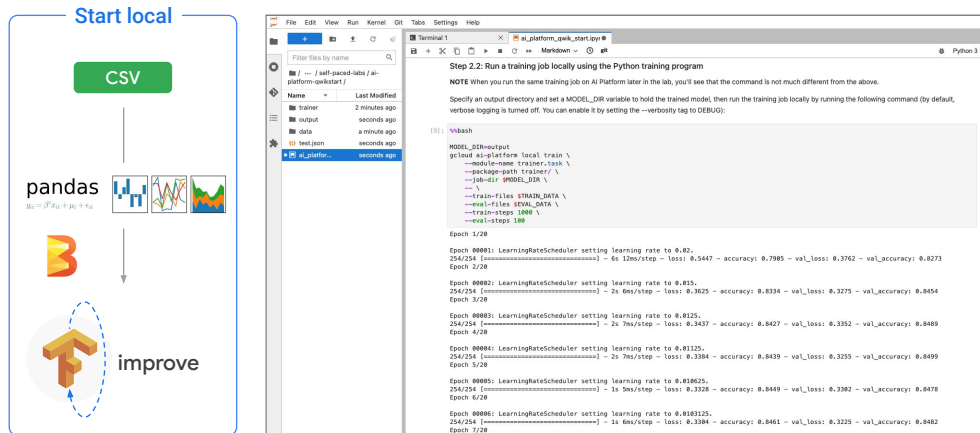 Start local
CSV
pandas
y_it = β'x_it + μ_i + ε_it
improve
File Edit View Run Kernel Git Tabs Settings Help
Filter files by name
/ ··· / self-paced-labs / ai-
platform-qwikstart /
Name Last Modified
trainer 2 minutes ago
output seconds ago
data a minute ago
test.json seconds ago
ai_platfor... seconds ago
Terminal 1
ai_platform_qwik_start.ipyr
Markdown
git
Python 3
Step 2.2: Run a training job locally using the Python training program
NOTE When you run the same training job on AI Platform later in the lab, you'll see that the command is not much different from the above.
Specify an output directory and set a MODEL_DIR variable to hold the trained model, then run the training job locally by running the following command (by default,
verbose logging is turned off. You can enable it by setting the --verbosity tag to DEBUG):
%%bash
MODEL_DIR=output
gcloud ai-platform local train \
--module-name trainer.task \
--package-path trainer/ \
--job-dir $MODEL_DIR \
-- \
--train-files $TRAIN_DATA \
--eval-files $EVAL_DATA \
--train-steps 1000 \
--eval-steps 100
Epoch 1/20
Epoch 00001: LearningRateScheduler setting learning rate to 0.02.
254/254 [==============================] - 6s 12ms/step - loss: 0.5447 - accuracy: 0.7905 - val_loss: 0.3762 - val_accuracy: 0.8273
Epoch 2/20
Epoch 00002: LearningRateScheduler setting learning rate to 0.015.
254/254 [==============================] - 2s 6ms/step - loss: 0.3625 - accuracy: 0.8334 - val_loss: 0.3275 - val_accuracy: 0.8454
Epoch 3/20
Epoch 00003: LearningRateScheduler setting learning rate to 0.0125.
254/254 [==============================] - 2s 7ms/step - loss: 0.3437 - accuracy: 0.8427 - val_loss: 0.3352 - val_accuracy: 0.8489
Epoch 4/20
Epoch 00004: LearningRateScheduler setting learning rate to 0.01125.
254/254 [==============================] - 2s 7ms/step - loss: 0.3384 - accuracy: 0.8439 - val_loss: 0.3255 - val_accuracy: 0.8499
Epoch 5/20
Epoch 00005: LearningRateScheduler setting learning rate to 0.010625.
254/254 [==============================] - 1s 5ms/step - loss: 0.3328 - accuracy: 0.8449 - val_loss: 0.3302 - val_accuracy: 0.8478
Epoch 6/20
Epoch 00006: LearningRateScheduler setting learning rate to 0.0103125.
254/254 [==============================] - 1s 6ms/step - loss: 0.3304 - accuracy: 0.8461 - val_loss: 0.3225 - val_accuracy: 0.8482
Epoch 7/20